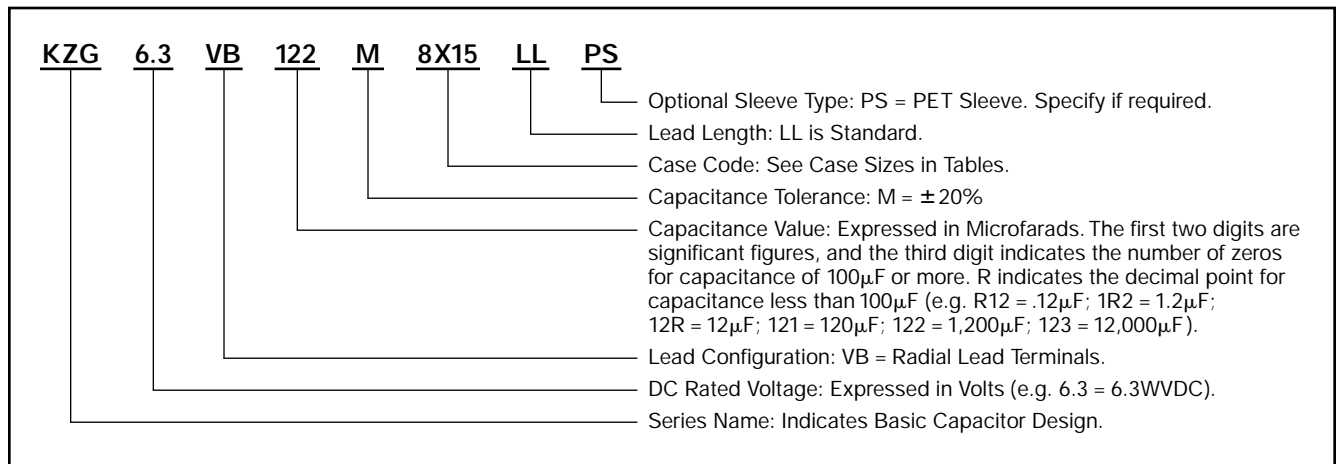 KZG 6.3 VB 122 M 8X15 LL PS
Optional Sleeve Type: PS = PET Sleeve. Specify if required.
Lead Length: LL is Standard.
Case Code: See Case Sizes in Tables.
Capacitance Tolerance: M = ±20%
Capacitance Value: Expressed in Microfarads. The first two digits are
significant figures, and the third digit indicates the number of zeros
for capacitance of 100µF or more. R indicates the decimal point for
capacitance less than 100µF (e.g. R12 = .12µF; 1R2 = 1.2µF;
12R = 12µF; 121 = 120µF; 122 = 1,200µF; 123 = 12,000µF).
Lead Configuration: VB = Radial Lead Terminals.
DC Rated Voltage: Expressed in Volts (e.g. 6.3 = 6.3WVDC).
Series Name: Indicates Basic Capacitor Design.